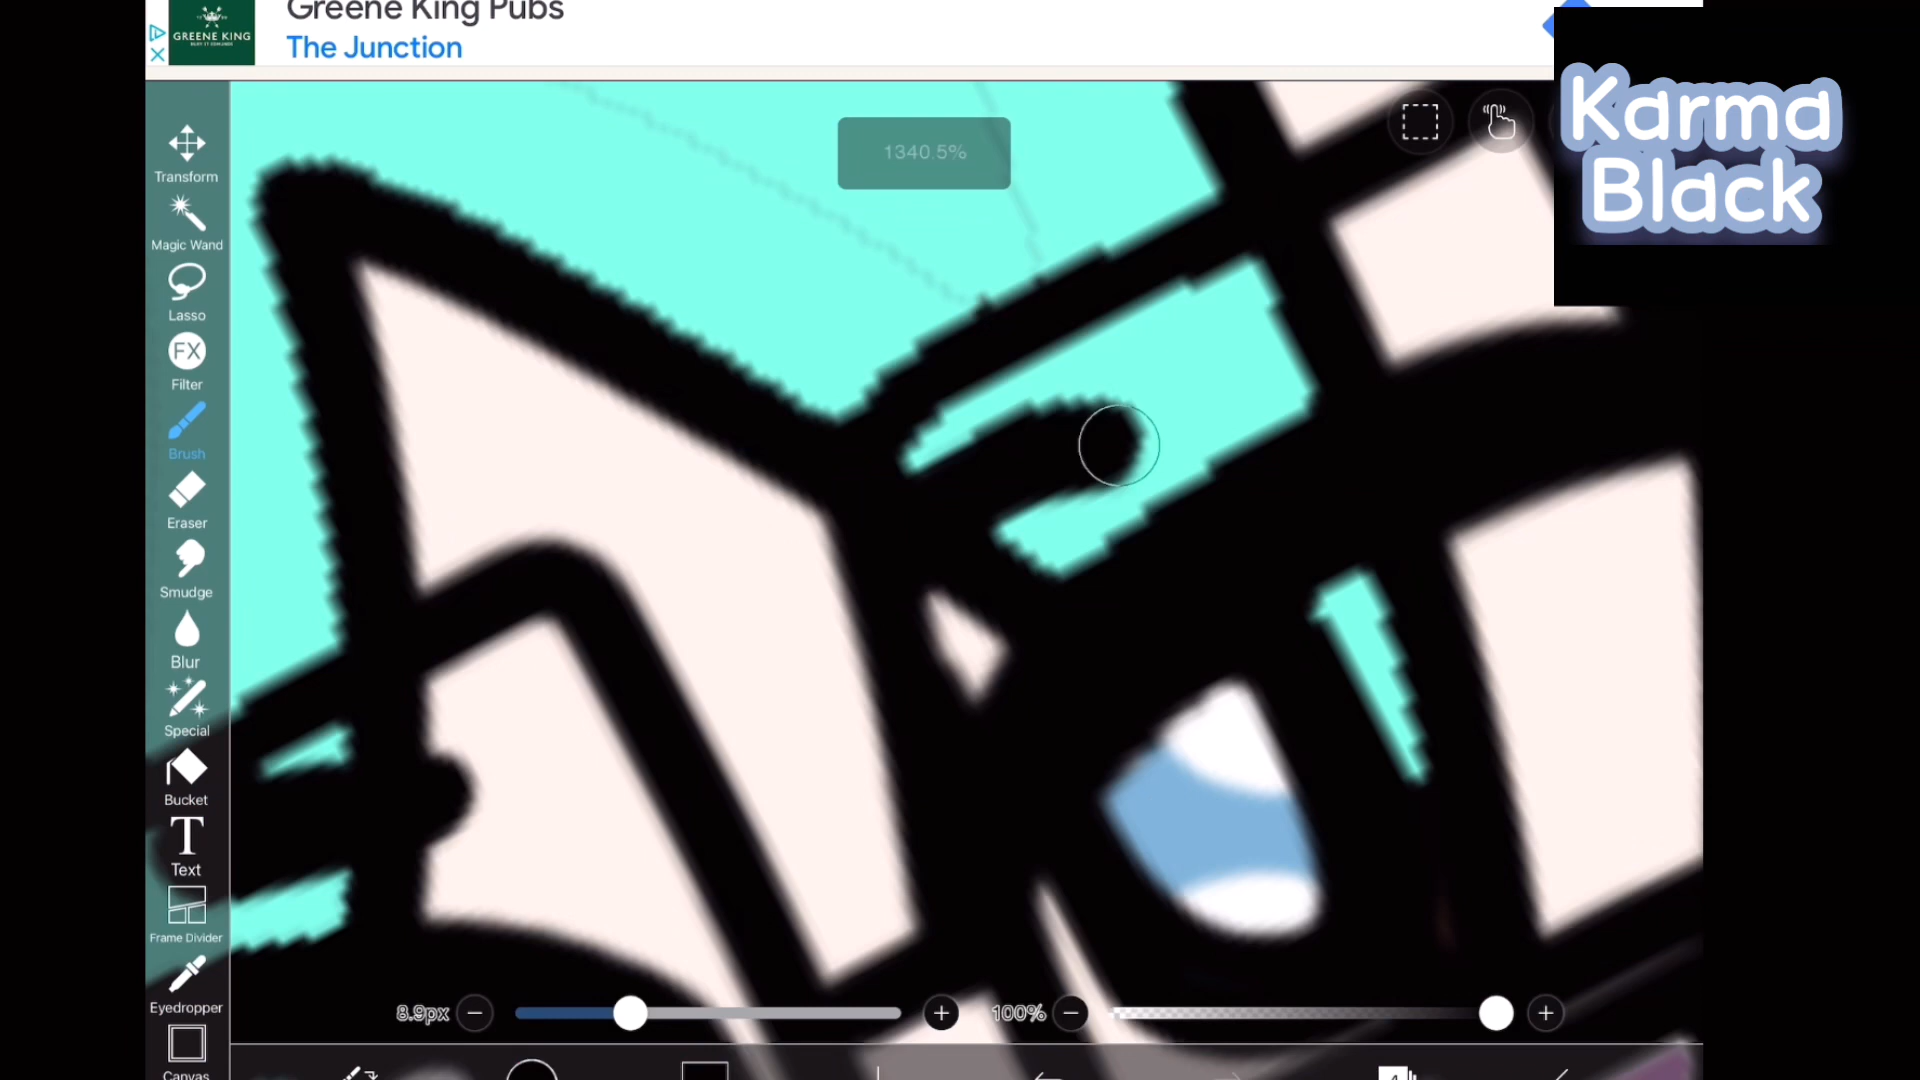 Greene King Pubs
The Junction
GREENE KING
Karma
Black
1340.5%
Transform
Magic Wand
Lasso
FX
Filter
Brush
Eraser
Smudge
Blur
Special
Bucket
T
Text
Frame Divider
Eyedropper
Canvas
8.9px
100%